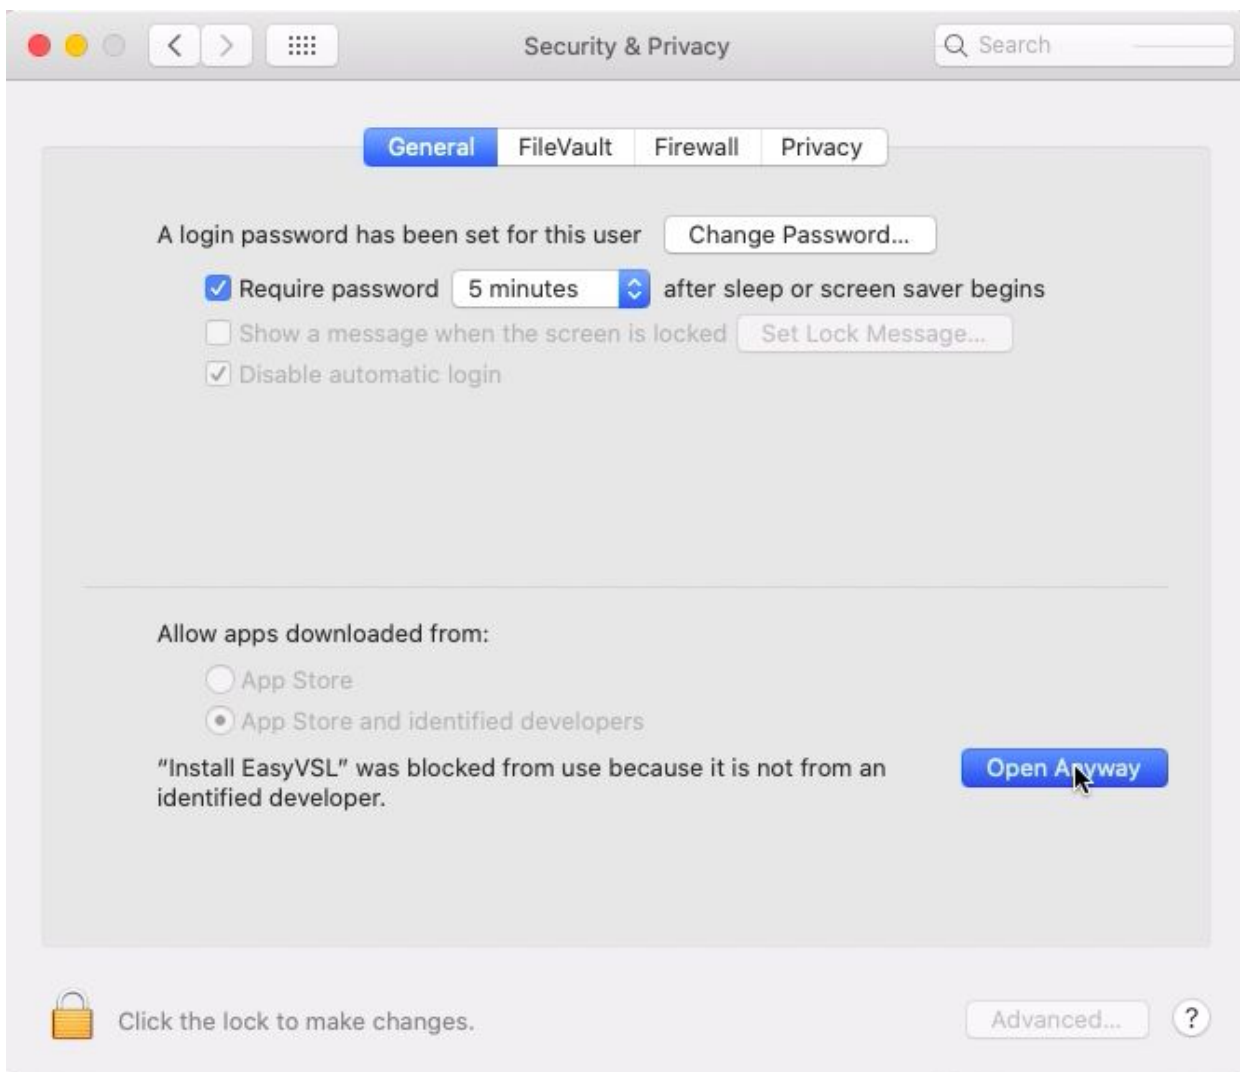 Security & Privacy
Search
General FileVault Firewall Privacy
A login password has been set for this user Change Password...
Require password 5 minutes after sleep or screen saver begins
Show a message when the screen is locked Set Lock Message...
Disable automatic login
Allow apps downloaded from:
App Store
App Store and identified developers
“Install EasyVSL” was blocked from use because it is not from an
identified developer.
Open Anyway
Click the lock to make changes.
Advanced... ?